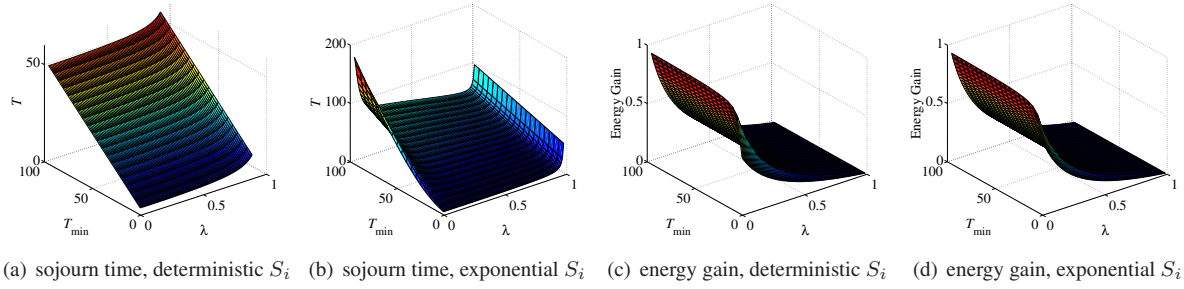 50
T
0
100
50
T_min
0
0
0.5
λ
1
200
100
T
0
100
50
T_min
0
0
0.5
λ
1
1
0.5
Energy Gain
0
100
50
T_min
0
0
0.5
λ
1
1
0.5
Energy Gain
0
100
50
T_min
0
0
0.5
λ
1
(a) sojourn time, deterministic S_i
(b) sojourn time, exponential S_i
(c) energy gain, deterministic S_i
(d) energy gain, exponential S_i